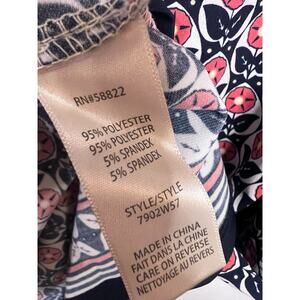 RN#58822
95% POLYESTER
95% POLYESTER
5% SPANDEX
5% SPANDEX
STYLE/STYLE
7902W57
MADE IN CHINA
FAIT DANS LA CHINE
CARE ON REVERSE
NETTOYAGE AU REVERS